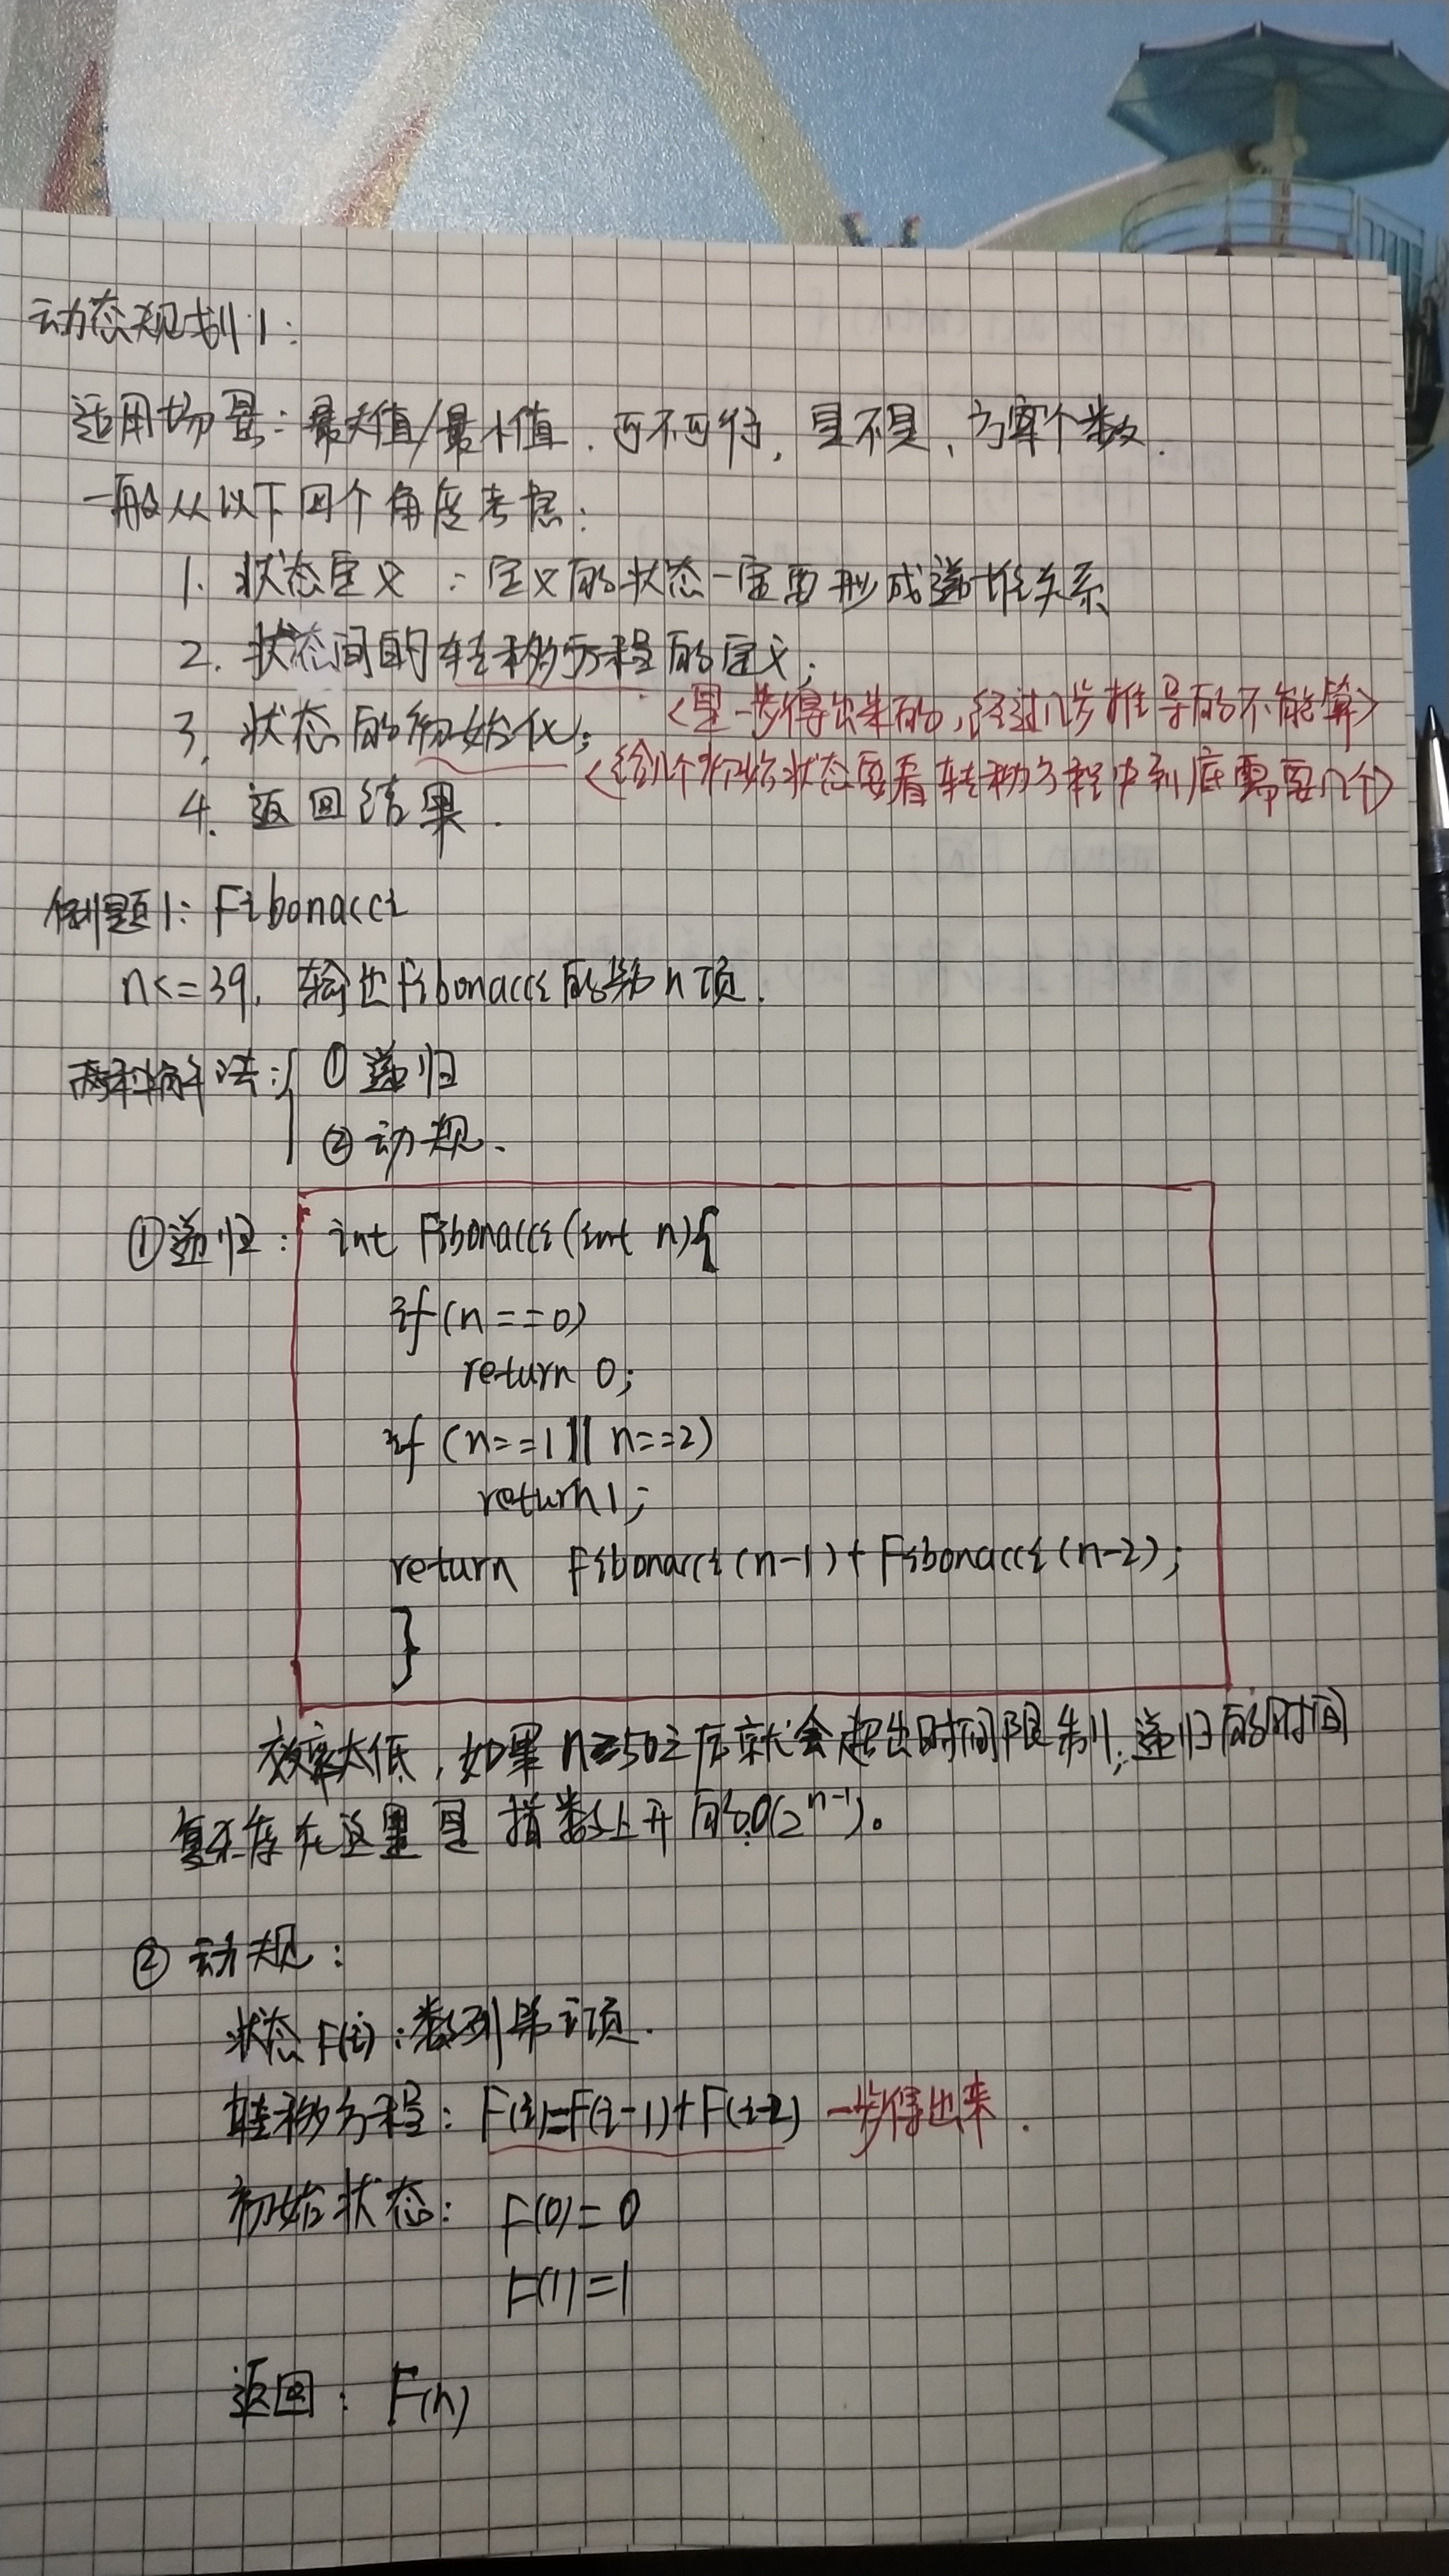 动态规划1:
适用场景:最大值/最小值.可不可行,是不是,方案个数.
一般从以下四个角度考虑:
1. 状态定义 :定义的状态一定要形成递推关系
2. 状态间的转移方程的定义;
<是一步得出来的,经过几步推导的不能算>
3. 状态的初始化;
<给几个初始状态要看转移方程中到底需要几个>
4. 返回结果.
例题1: Fibonacci
n<=39, 输出Fibonacci的第n项.
两种解法:{ ①递归
②动规.
①递归: int Fibonacci(int n){
if(n==0)
return 0;
if (n==1|| n==2)
return 1;
return Fibonacci(n-1)+Fibonacci(n-2);
}
效率太低,如果n≥50之后就会超出时间限制;递归的时间
复杂度在这里是指数上升的O(2^{n-1})。
②动规:
状态F(i):数列第i项.
转移方程: F(i)=F(i-1)+F(i-2) 一步得出来.
初始状态: F(0)=0
F(1)=1
返回: F(n)